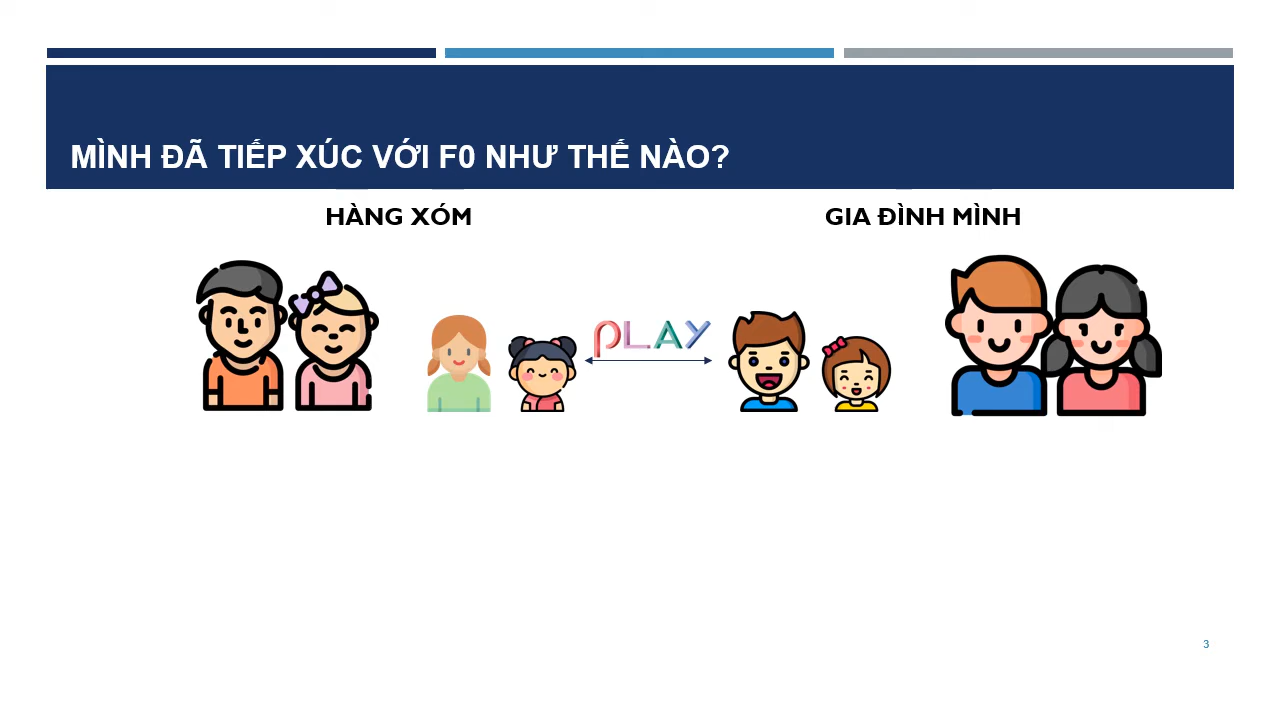 MÌNH ĐÃ TIẾP XÚC VỚI F0 NHƯ THẾ NÀO?
HÀNG XÓM
GIA ĐÌNH MÌNH
PLAY
3